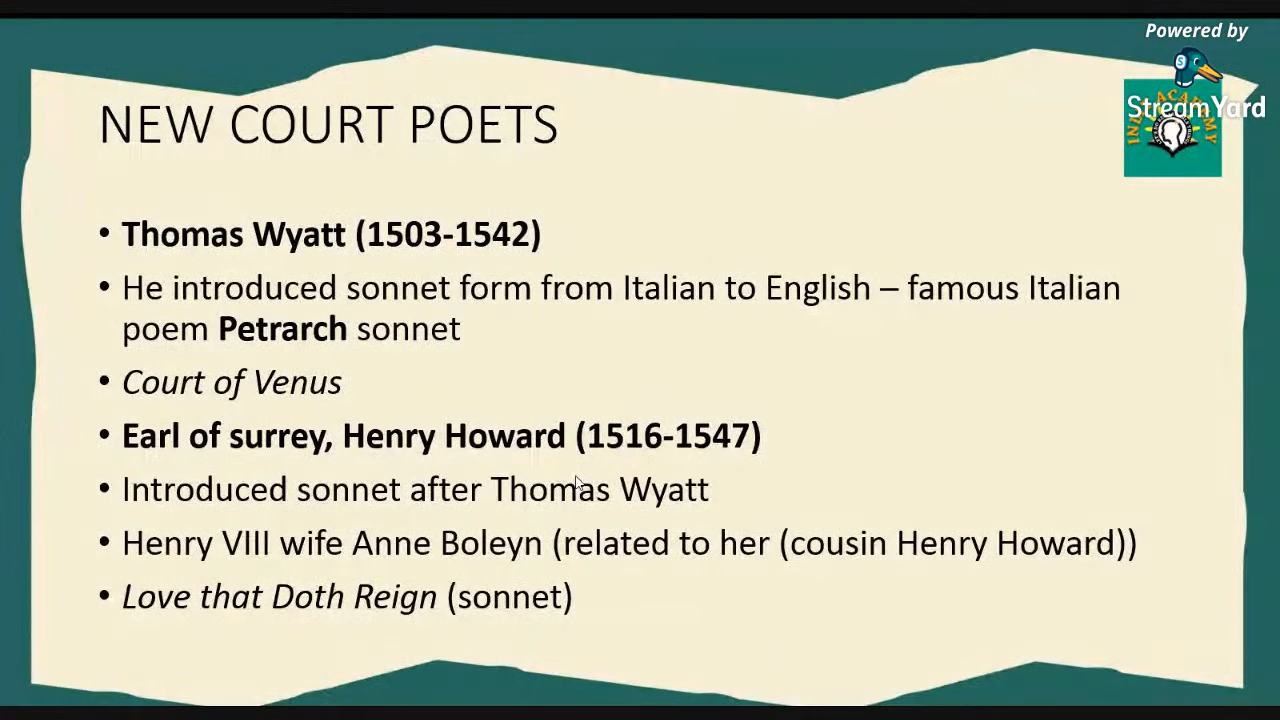 Powered by
StreamYard
NEW COURT POETS
• Thomas Wyatt (1503-1542)
• He introduced sonnet form from Italian to English – famous Italian
poem Petrarch sonnet
• Court of Venus
• Earl of surrey, Henry Howard (1516-1547)
• Introduced sonnet after Thomas Wyatt
• Henry VIII wife Anne Boleyn (related to her (cousin Henry Howard))
• Love that Doth Reign (sonnet)